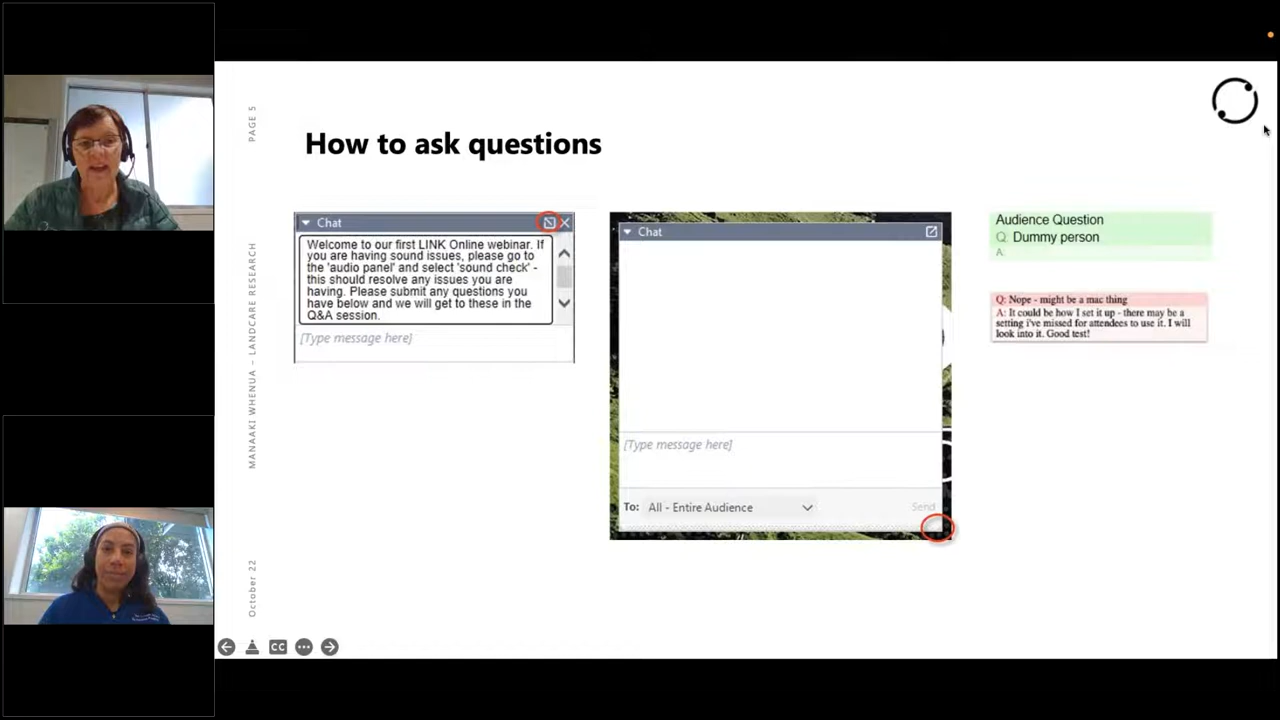 PAGE 5
MANAAKI WHENUA – LANDCARE RESEARCH
October 22
How to ask questions
Chat
Welcome to our first LINK Online webinar. If
you are having sound issues, please go to
the 'audio panel' and select 'sound check' -
this should resolve any issues you are
having. Please submit any questions you
have below and we will get to these in the
Q&A session.
[Type message here]
Chat
[Type message here]
To: All - Entire Audience
Send
Audience Question
Q: Dummy person
A:
Q: Nope - might be a mac thing
A: It could be how I set it up - there may be a
setting i've missed for attendees to use it. I will
look into it. Good test!
CC